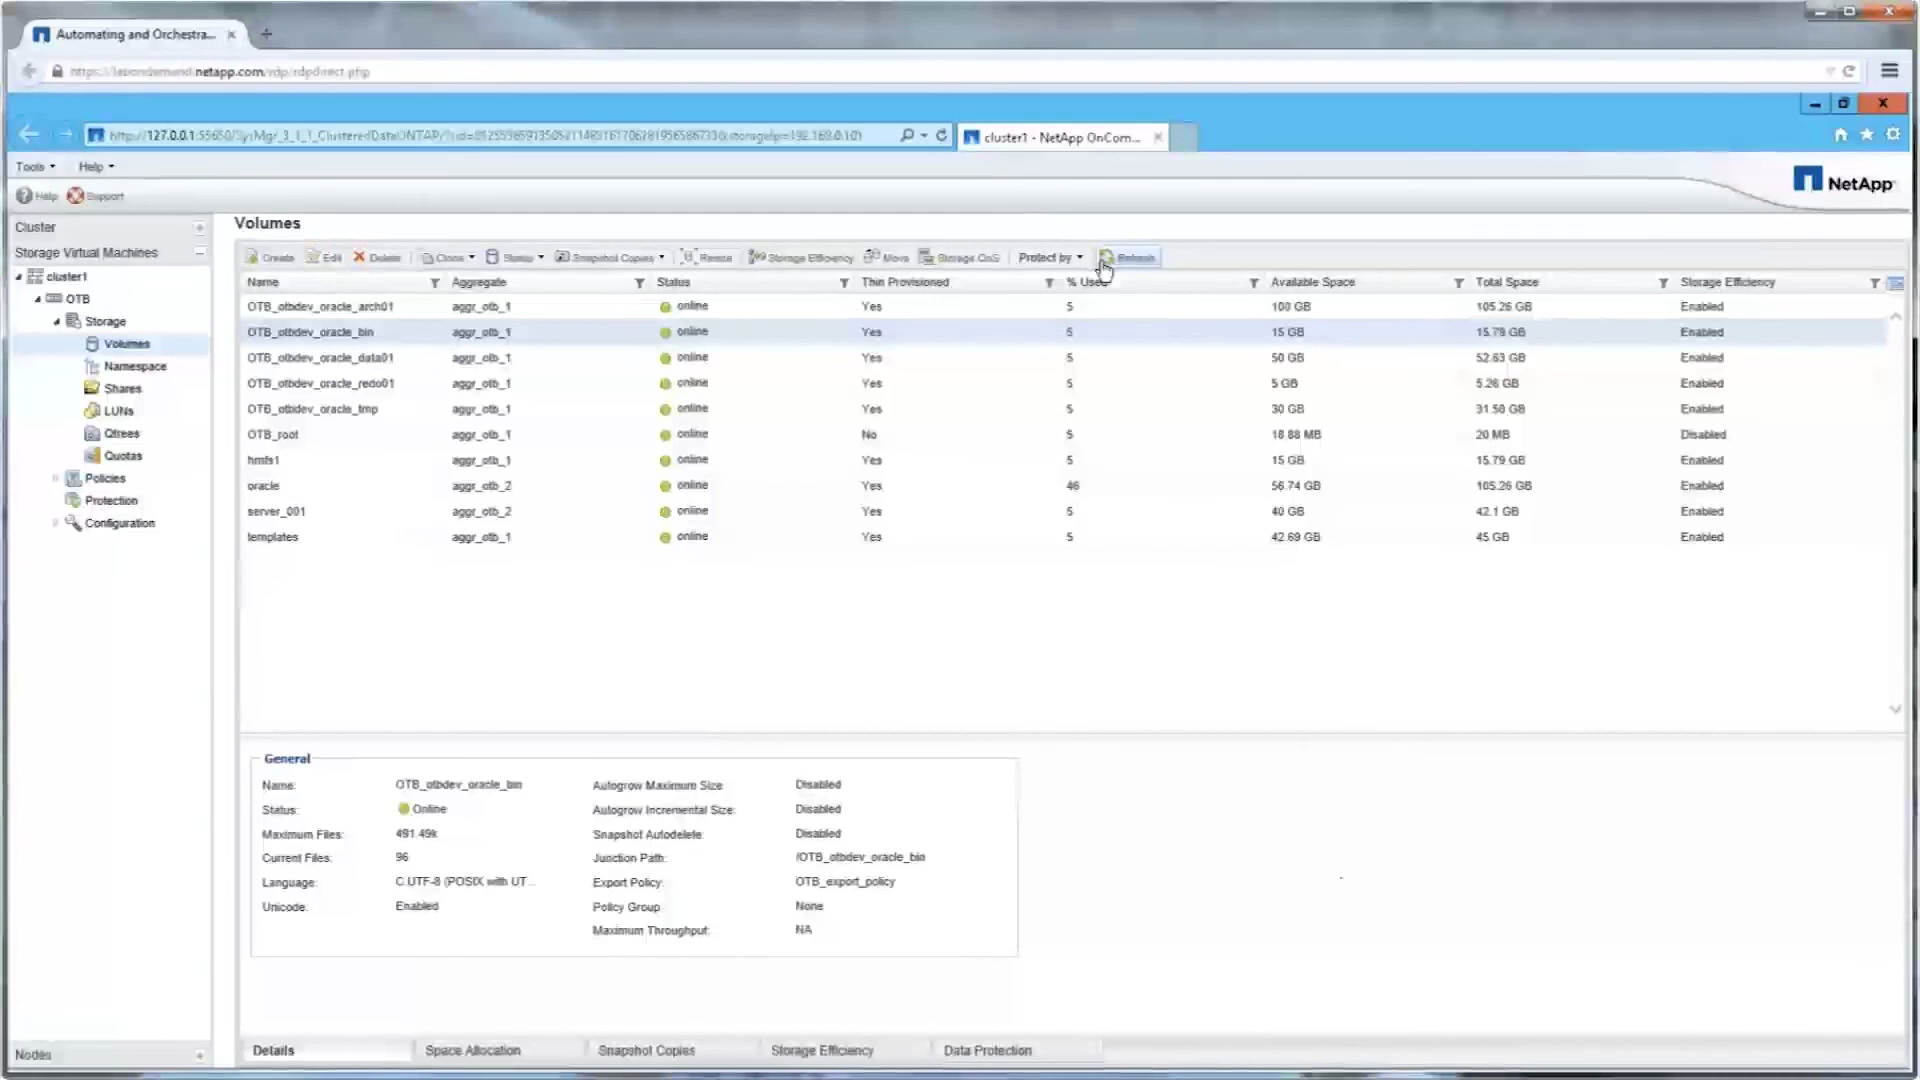 Automating and Orchestra...
netapp.com/rdp/rdpdirect.php
cluster1 - NetApp OnCom...
Tools Help
Help Support
NetApp
Cluster
Storage Virtual Machines
cluster1
OTB
Storage
Volumes
Namespace
Shares
LUNs
Qtrees
Quotas
Policies
Protection
Configuration
Nodes
Volumes
Create Edit Delete Clone Status Snapshot Copies Resize Storage Efficiency Move Storage QoS Protect by Refresh
Name Aggregate Status Thin Provisioned % Used Available Space Total Space Storage Efficiency
OTB_otbdev_oracle_arch01 aggr_otb_1 online Yes 5 100 GB 105.26 GB Enabled
OTB_otbdev_oracle_bin aggr_otb_1 online Yes 5 15 GB 15.79 GB Enabled
OTB_otbdev_oracle_data01 aggr_otb_1 online Yes 5 50 GB 52.63 GB Enabled
OTB_otbdev_oracle_redo01 aggr_otb_1 online Yes 5 5 GB 5.26 GB Enabled
OTB_otbdev_oracle_tmp aggr_otb_1 online Yes 5 30 GB 31.58 GB Enabled
OTB_root aggr_otb_1 online No 5 18.88 MB 20 MB Disabled
hmfs1 aggr_otb_1 online Yes 5 15 GB 15.79 GB Enabled
oracle aggr_otb_2 online Yes 46 56.74 GB 105.26 GB Enabled
server_001 aggr_otb_2 online Yes 5 40 GB 42.1 GB Enabled
templates aggr_otb_1 online Yes 5 42.69 GB 45 GB Enabled
General
Name: OTB_otbdev_oracle_bin Autogrow Maximum Size: Disabled
Status: Online Autogrow Incremental Size: Disabled
Maximum Files: 491.49k Snapshot Autodelete: Disabled
Current Files: 96 Junction Path: /OTB_otbdev_oracle_bin
Language: C.UTF-8 (POSIX with UT... Export Policy: OTB_export_policy
Unicode: Enabled Policy Group: None
Maximum Throughput: NA
Details Space Allocation Snapshot Copies Storage Efficiency Data Protection